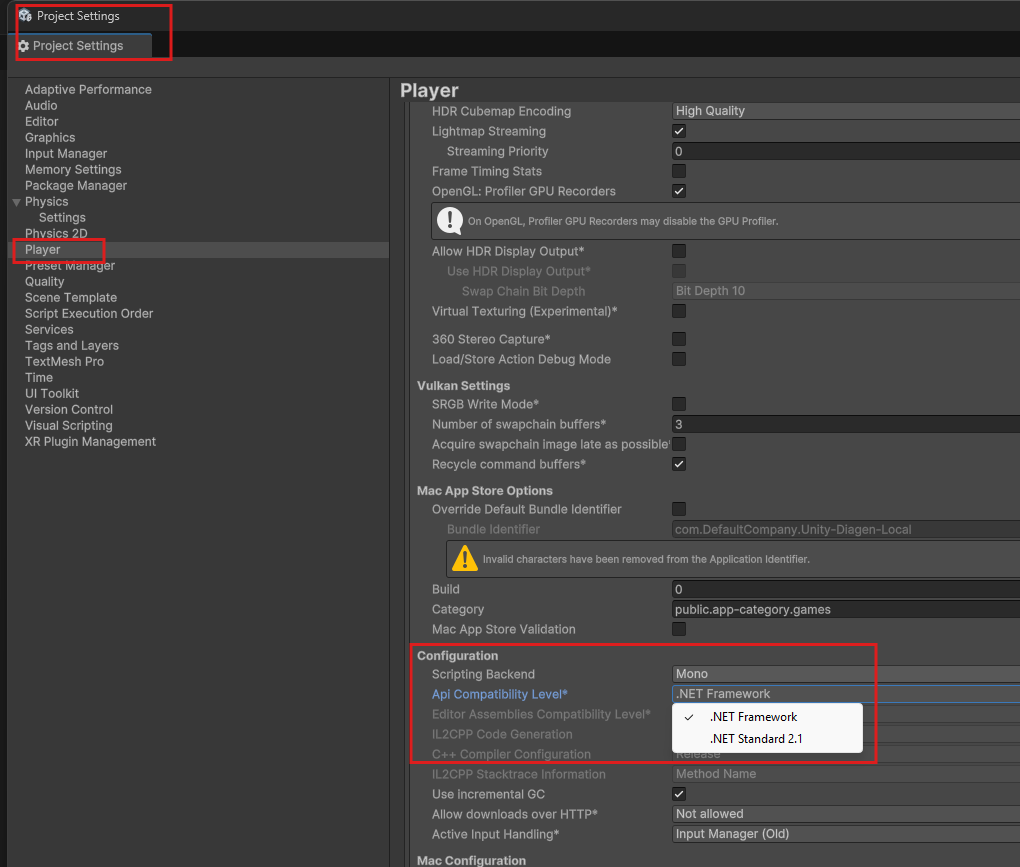 Project Settings
Project Settings
Adaptive Performance
Audio
Editor
Graphics
Input Manager
Memory Settings
Package Manager
Physics
Settings
Physics 2D
Player
Preset Manager
Quality
Scene Template
Script Execution Order
Services
Tags and Layers
TextMesh Pro
Time
UI Toolkit
Version Control
Visual Scripting
XR Plugin Management
Player
HDR Cubemap Encoding High Quality
Lightmap Streaming
Streaming Priority 0
Frame Timing Stats
OpenGL: Profiler GPU Recorders
On OpenGL, Profiler GPU Recorders may disable the GPU Profiler.
Allow HDR Display Output*
Use HDR Display Output*
Swap Chain Bit Depth Bit Depth 10
Virtual Texturing (Experimental)*
360 Stereo Capture*
Load/Store Action Debug Mode
Vulkan Settings
SRGB Write Mode*
Number of swapchain buffers* 3
Acquire swapchain image late as possible*
Recycle command buffers*
Mac App Store Options
Override Default Bundle Identifier
Bundle Identifier com.DefaultCompany.Unity-Diagen-Local
Invalid characters have been removed from the Application Identifier.
Build 0
Category public.app-category.games
Mac App Store Validation
Configuration
Scripting Backend Mono
Api Compatibility Level* .NET Framework
Editor Assemblies Compatibility Level* .NET Framework
IL2CPP Code Generation .NET Standard 2.1
C++ Compiler Configuration Release
IL2CPP Stacktrace Information Method Name
Use incremental GC
Allow downloads over HTTP* Not allowed
Active Input Handling* Input Manager (Old)
Mac Configuration